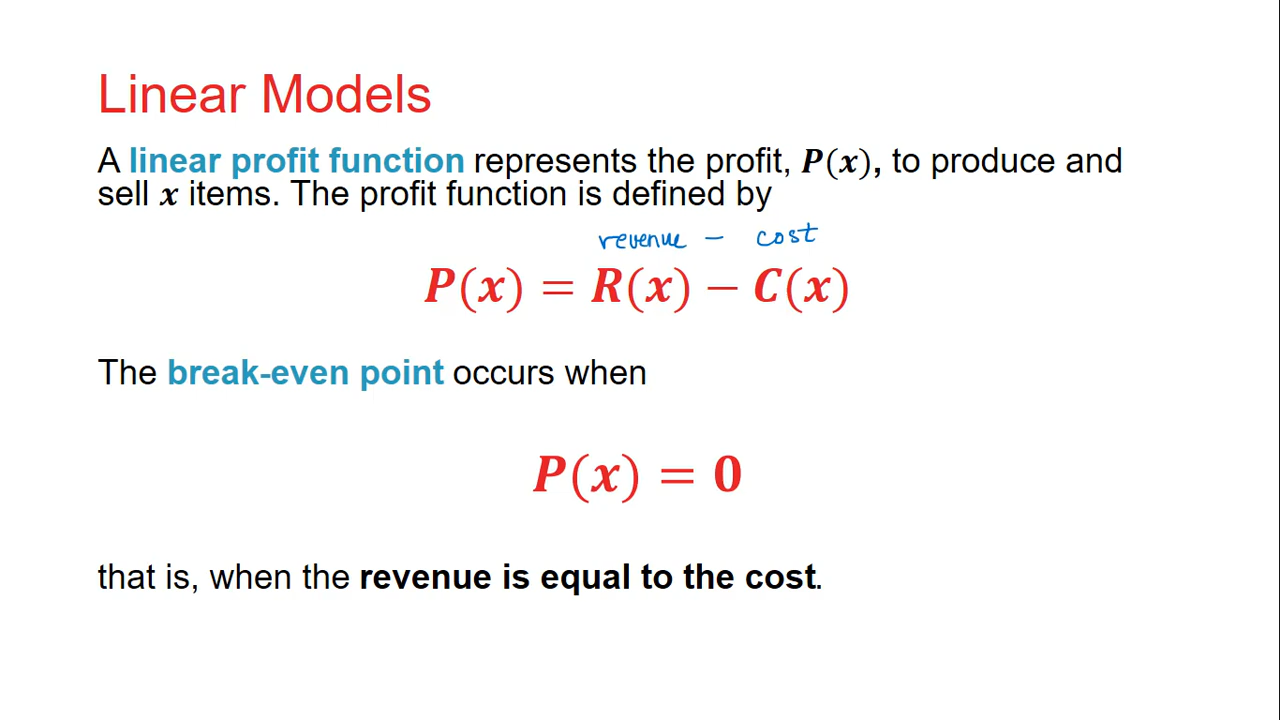 Linear Models
A linear profit function represents the profit, P(x), to produce and
sell x items. The profit function is defined by
revenue – cost
P(x) = R(x) − C(x)
The break-even point occurs when
P(x) = 0
that is, when the revenue is equal to the cost.